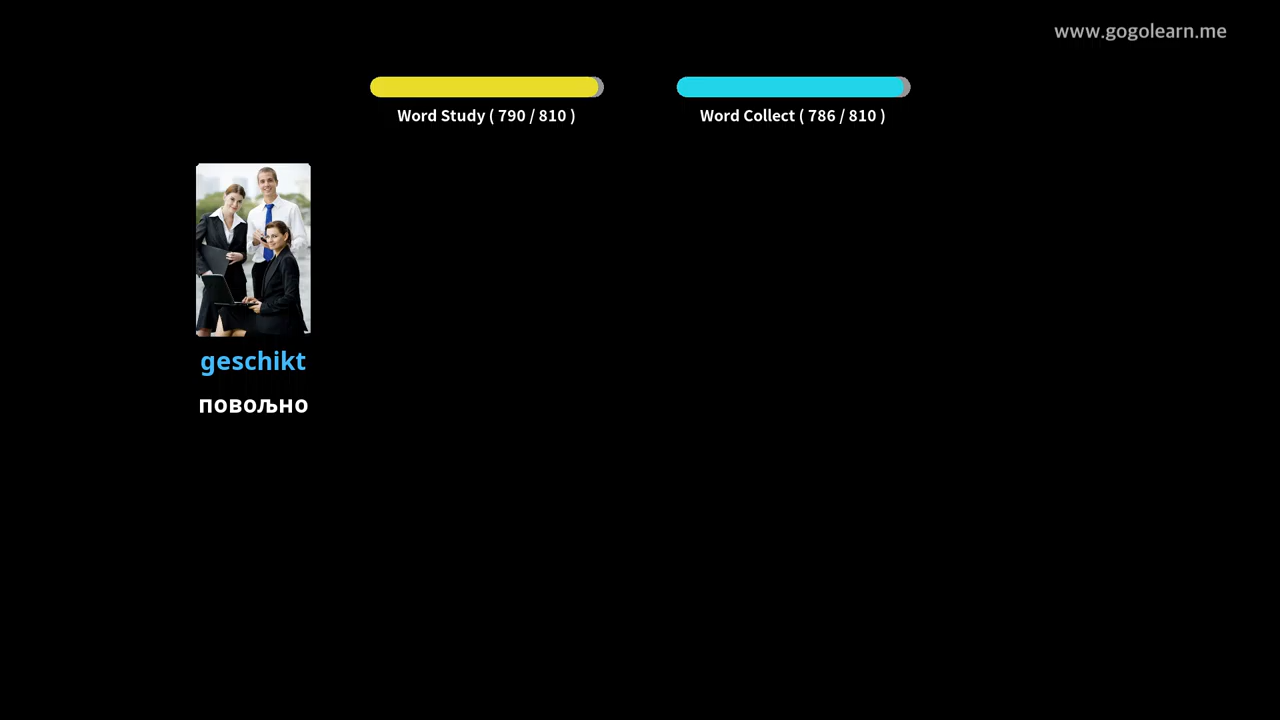 www.gogolearn.me
Word Study ( 790 / 810 )
Word Collect ( 786 / 810 )
geschikt
повољно